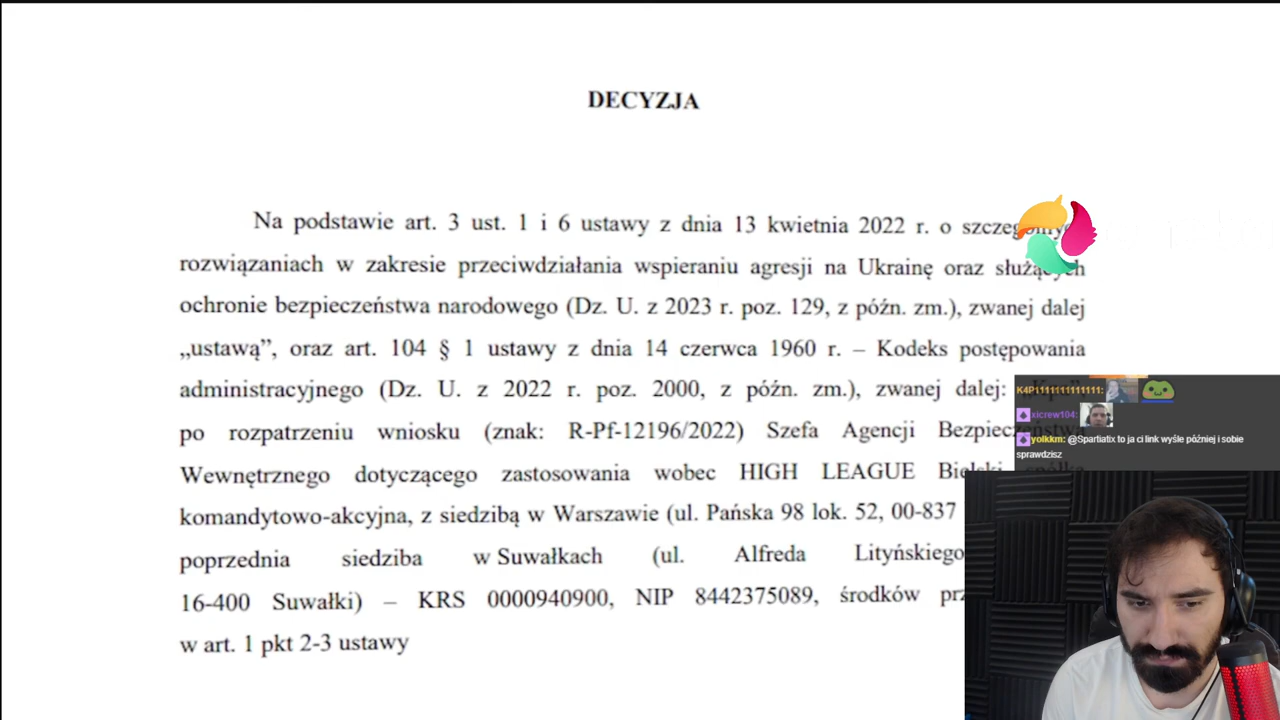 DECYZJA
Na podstawie art. 3 ust. 1 i 6 ustawy z dnia 13 kwietnia 2022 r. o
rozwiązaniach w zakresie przeciwdziałania wspieraniu agresji na Ukrainę oraz służących
ochronie bezpieczeństwa narodowego (Dz. U. z 2023 r. poz. 129, z późn. zm.), zwanej dalej
„ustawą”, oraz art. 104 § 1 ustawy z dnia 14 czerwca 1960 r. – Kodeks postępowania
administracyjnego (Dz. U. z 2022 r. poz. 2000, z późn. zm.), zwanej dalej:
po rozpatrzeniu wniosku (znak: R-Pf-12196/2022) Szefa Agencji
Wewnętrznego dotyczącego zastosowania wobec HIGH LEAGUE
komandytowo-akcyjna, z siedzibą w Warszawie (ul. Pańska 98 lok. 52, 00-837
poprzednia siedziba w Suwałkach (ul. Alfreda Lityńskiego
16-400 Suwałki) – KRS 0000940900, NIP 8442375089, środków
w art. 1 pkt 2-3 ustawy
xicrew104:
yolkkm: @Spartiatix to ja ci link wyśle później i sobie
sprawdzisz